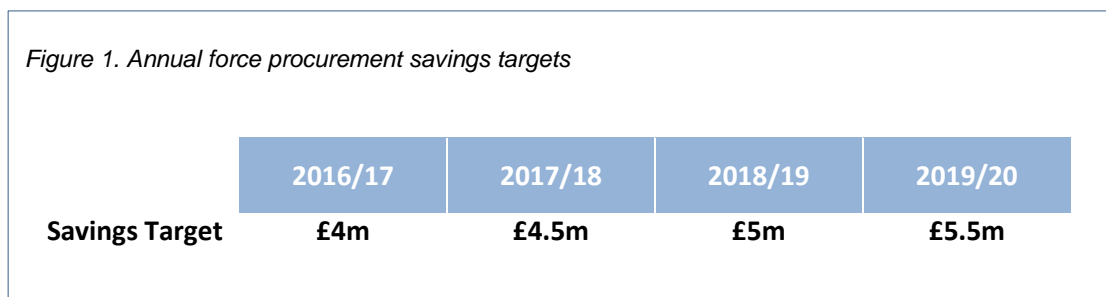 Figure 1. Annual force procurement savings targets
2016/17 2017/18 2018/19 2019/20
Savings Target £4m £4.5m £5m £5.5m